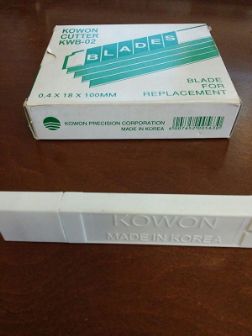 KOWON
CUTTER
KWB-02
BLADES
BLADE
FOR
REPLACEMENT
0.4 X 18 X 100MM
KOWON PRECISION CORPORATION
MADE IN KOREA
KOWON
MADE IN KOREA